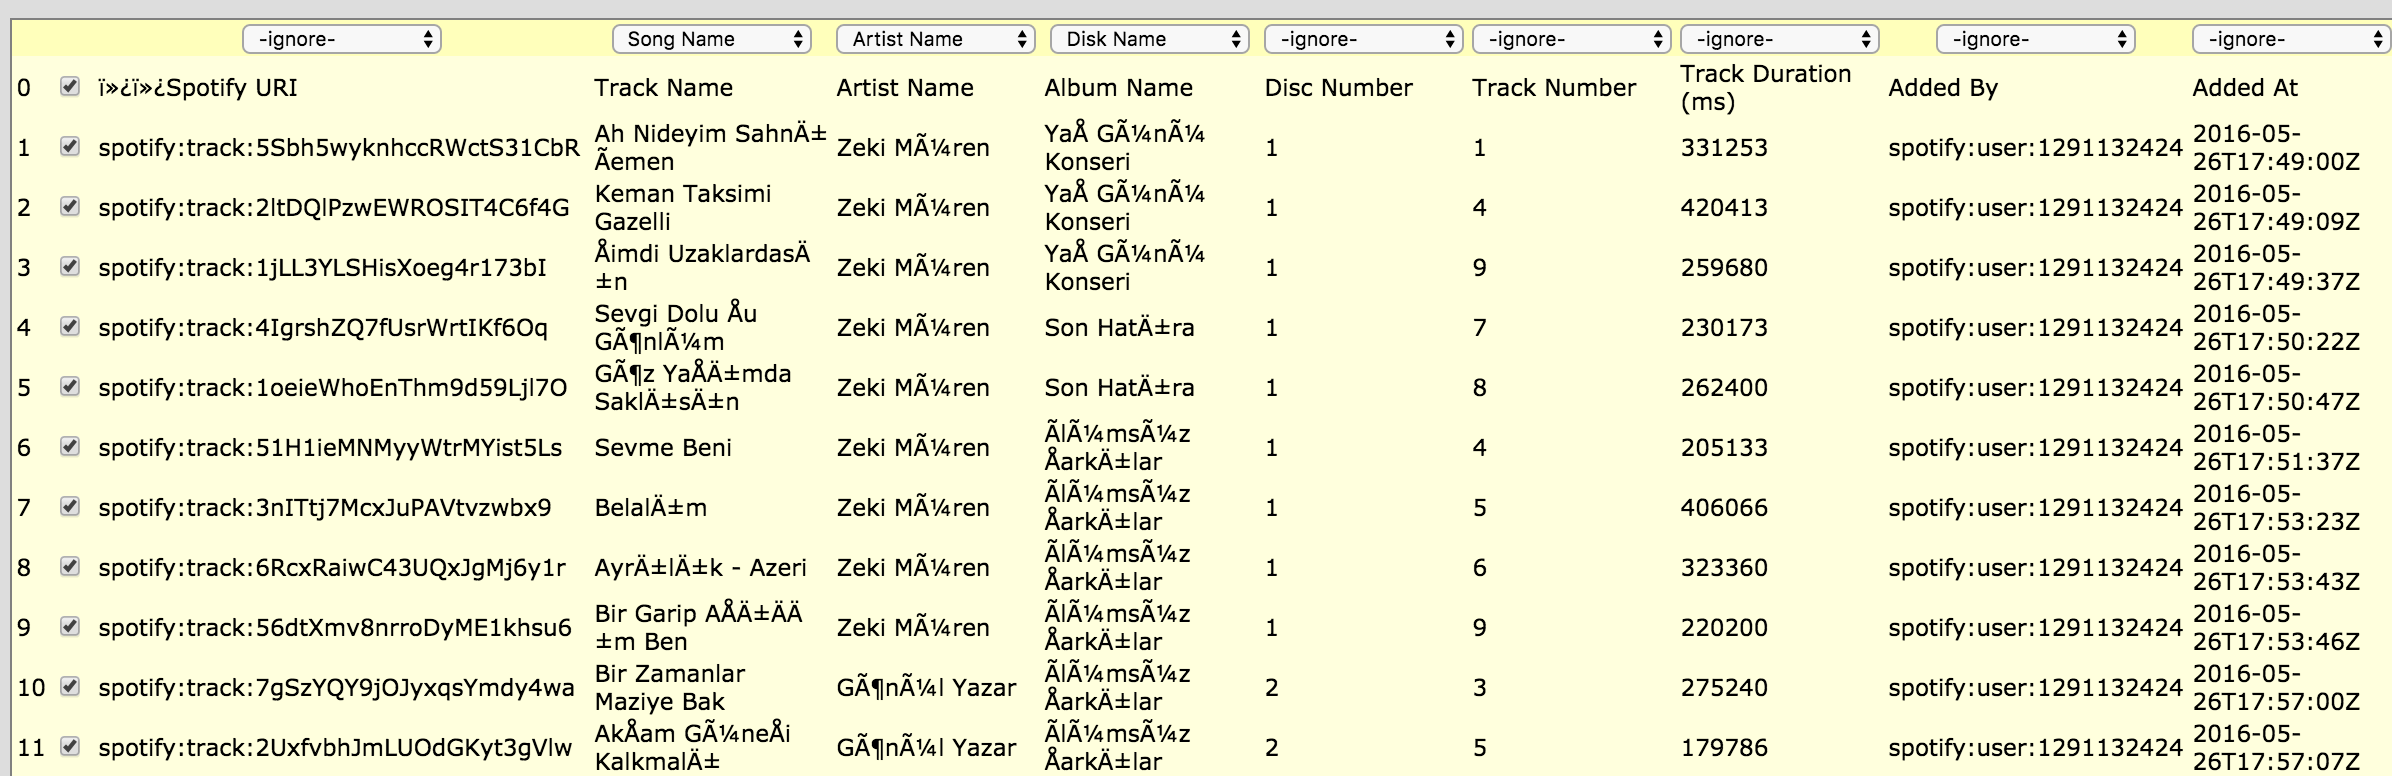 -ignore- Song Name Artist Name Disk Name -ignore- -ignore- -ignore- -ignore- -ignore-
0 ï»¿ï»¿Spotify URI Track Name Artist Name Album Name Disc Number Track Number Track Duration (ms) Added By Added At
1 spotify:track:5Sbh5wyknhccRWctS31CbR Ah Nideyim SahnÄ± Ãemen Zeki MÃ¼ren YaÅ GÃ¼nÃ¼ Konseri 1 1 331253 spotify:user:1291132424 2016-05-26T17:49:00Z
2 spotify:track:2ltDQlPzwEWROSIT4C6f4G Keman Taksimi Gazelli Zeki MÃ¼ren YaÅ GÃ¼nÃ¼ Konseri 1 4 420413 spotify:user:1291132424 2016-05-26T17:49:09Z
3 spotify:track:1jLL3YLSHisXoeg4r173bI Åimdi UzaklardasÄ±n Zeki MÃ¼ren YaÅ GÃ¼nÃ¼ Konseri 1 9 259680 spotify:user:1291132424 2016-05-26T17:49:37Z
4 spotify:track:4IgrshZQ7fUsrWrtIKf6Oq Sevgi Dolu Åu GÃ¶nlÃ¼m Zeki MÃ¼ren Son HatÄ±ra 1 7 230173 spotify:user:1291132424 2016-05-26T17:50:22Z
5 spotify:track:1oeieWhoEnThm9d59Ljl7O GÃ¶z YaÅÄ±mda SaklÄ±sÄ±n Zeki MÃ¼ren Son HatÄ±ra 1 8 262400 spotify:user:1291132424 2016-05-26T17:50:47Z
6 spotify:track:51H1ieMNMyyWtrMYist5Ls Sevme Beni Zeki MÃ¼ren ÃlÃ¼msÃ¼z ÅarkÄ±lar 1 4 205133 spotify:user:1291132424 2016-05-26T17:51:37Z
7 spotify:track:3nITtj7McxJuPAVtvzwbx9 BelalÄ±m Zeki MÃ¼ren ÃlÃ¼msÃ¼z ÅarkÄ±lar 1 5 406066 spotify:user:1291132424 2016-05-26T17:53:23Z
8 spotify:track:6RcxRaiwC43UQxJgMj6y1r AyrÄ±lÄ±k - Azeri Zeki MÃ¼ren ÃlÃ¼msÃ¼z ÅarkÄ±lar 1 6 323360 spotify:user:1291132424 2016-05-26T17:53:43Z
9 spotify:track:56dtXmv8nrroDyME1khsu6 Bir Garip AÅÄ±ÄÄ±m Ben Zeki MÃ¼ren ÃlÃ¼msÃ¼z ÅarkÄ±lar 1 9 220200 spotify:user:1291132424 2016-05-26T17:53:46Z
10 spotify:track:7gSzYQY9jOJyxqsYmdy4wa Bir Zamanlar Maziye Bak GÃ¶nÃ¼l Yazar ÃlÃ¼msÃ¼z ÅarkÄ±lar 2 3 275240 spotify:user:1291132424 2016-05-26T17:57:00Z
11 spotify:track:2UxfvbhJmLUOdGKyt3gVlw AkÅam GÃ¼neÅi KalkmalÄ± GÃ¶nÃ¼l Yazar ÃlÃ¼msÃ¼z ÅarkÄ±lar 2 5 179786 spotify:user:1291132424 2016-05-26T17:57:07Z